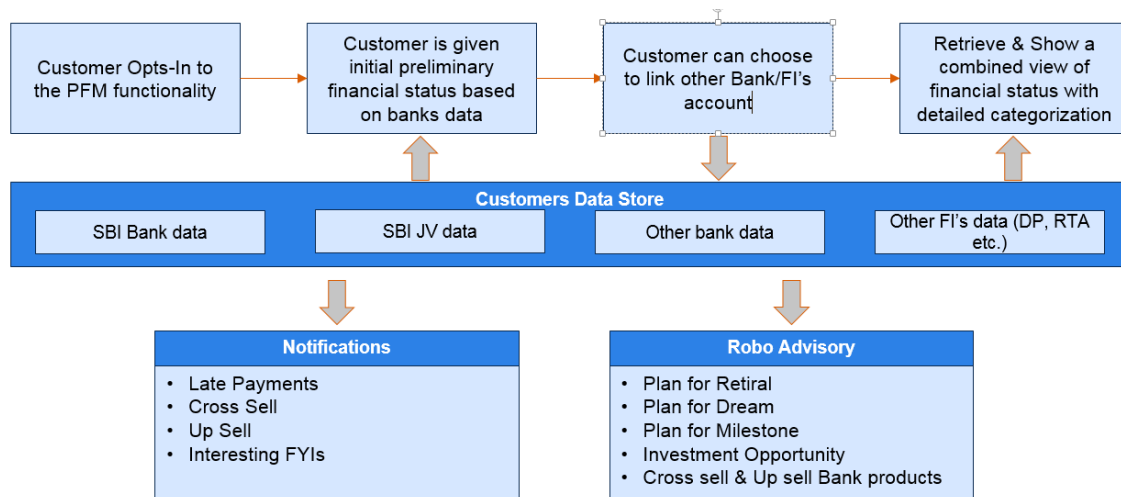 Customer Opts-In to
the PFM functionality
Customer is given
initial preliminary
financial status based
on banks data
Customer can choose
to link other Bank/FI's
account
Retrieve & Show a
combined view of
financial status with
detailed categorization
Customers Data Store
SBI Bank data
SBI JV data
Other bank data
Other FI's data (DP, RTA
etc.)
Notifications
• Late Payments
• Cross Sell
• Up Sell
• Interesting FYIs
Robo Advisory
• Plan for Retiral
• Plan for Dream
• Plan for Milestone
• Investment Opportunity
• Cross sell & Up sell Bank products